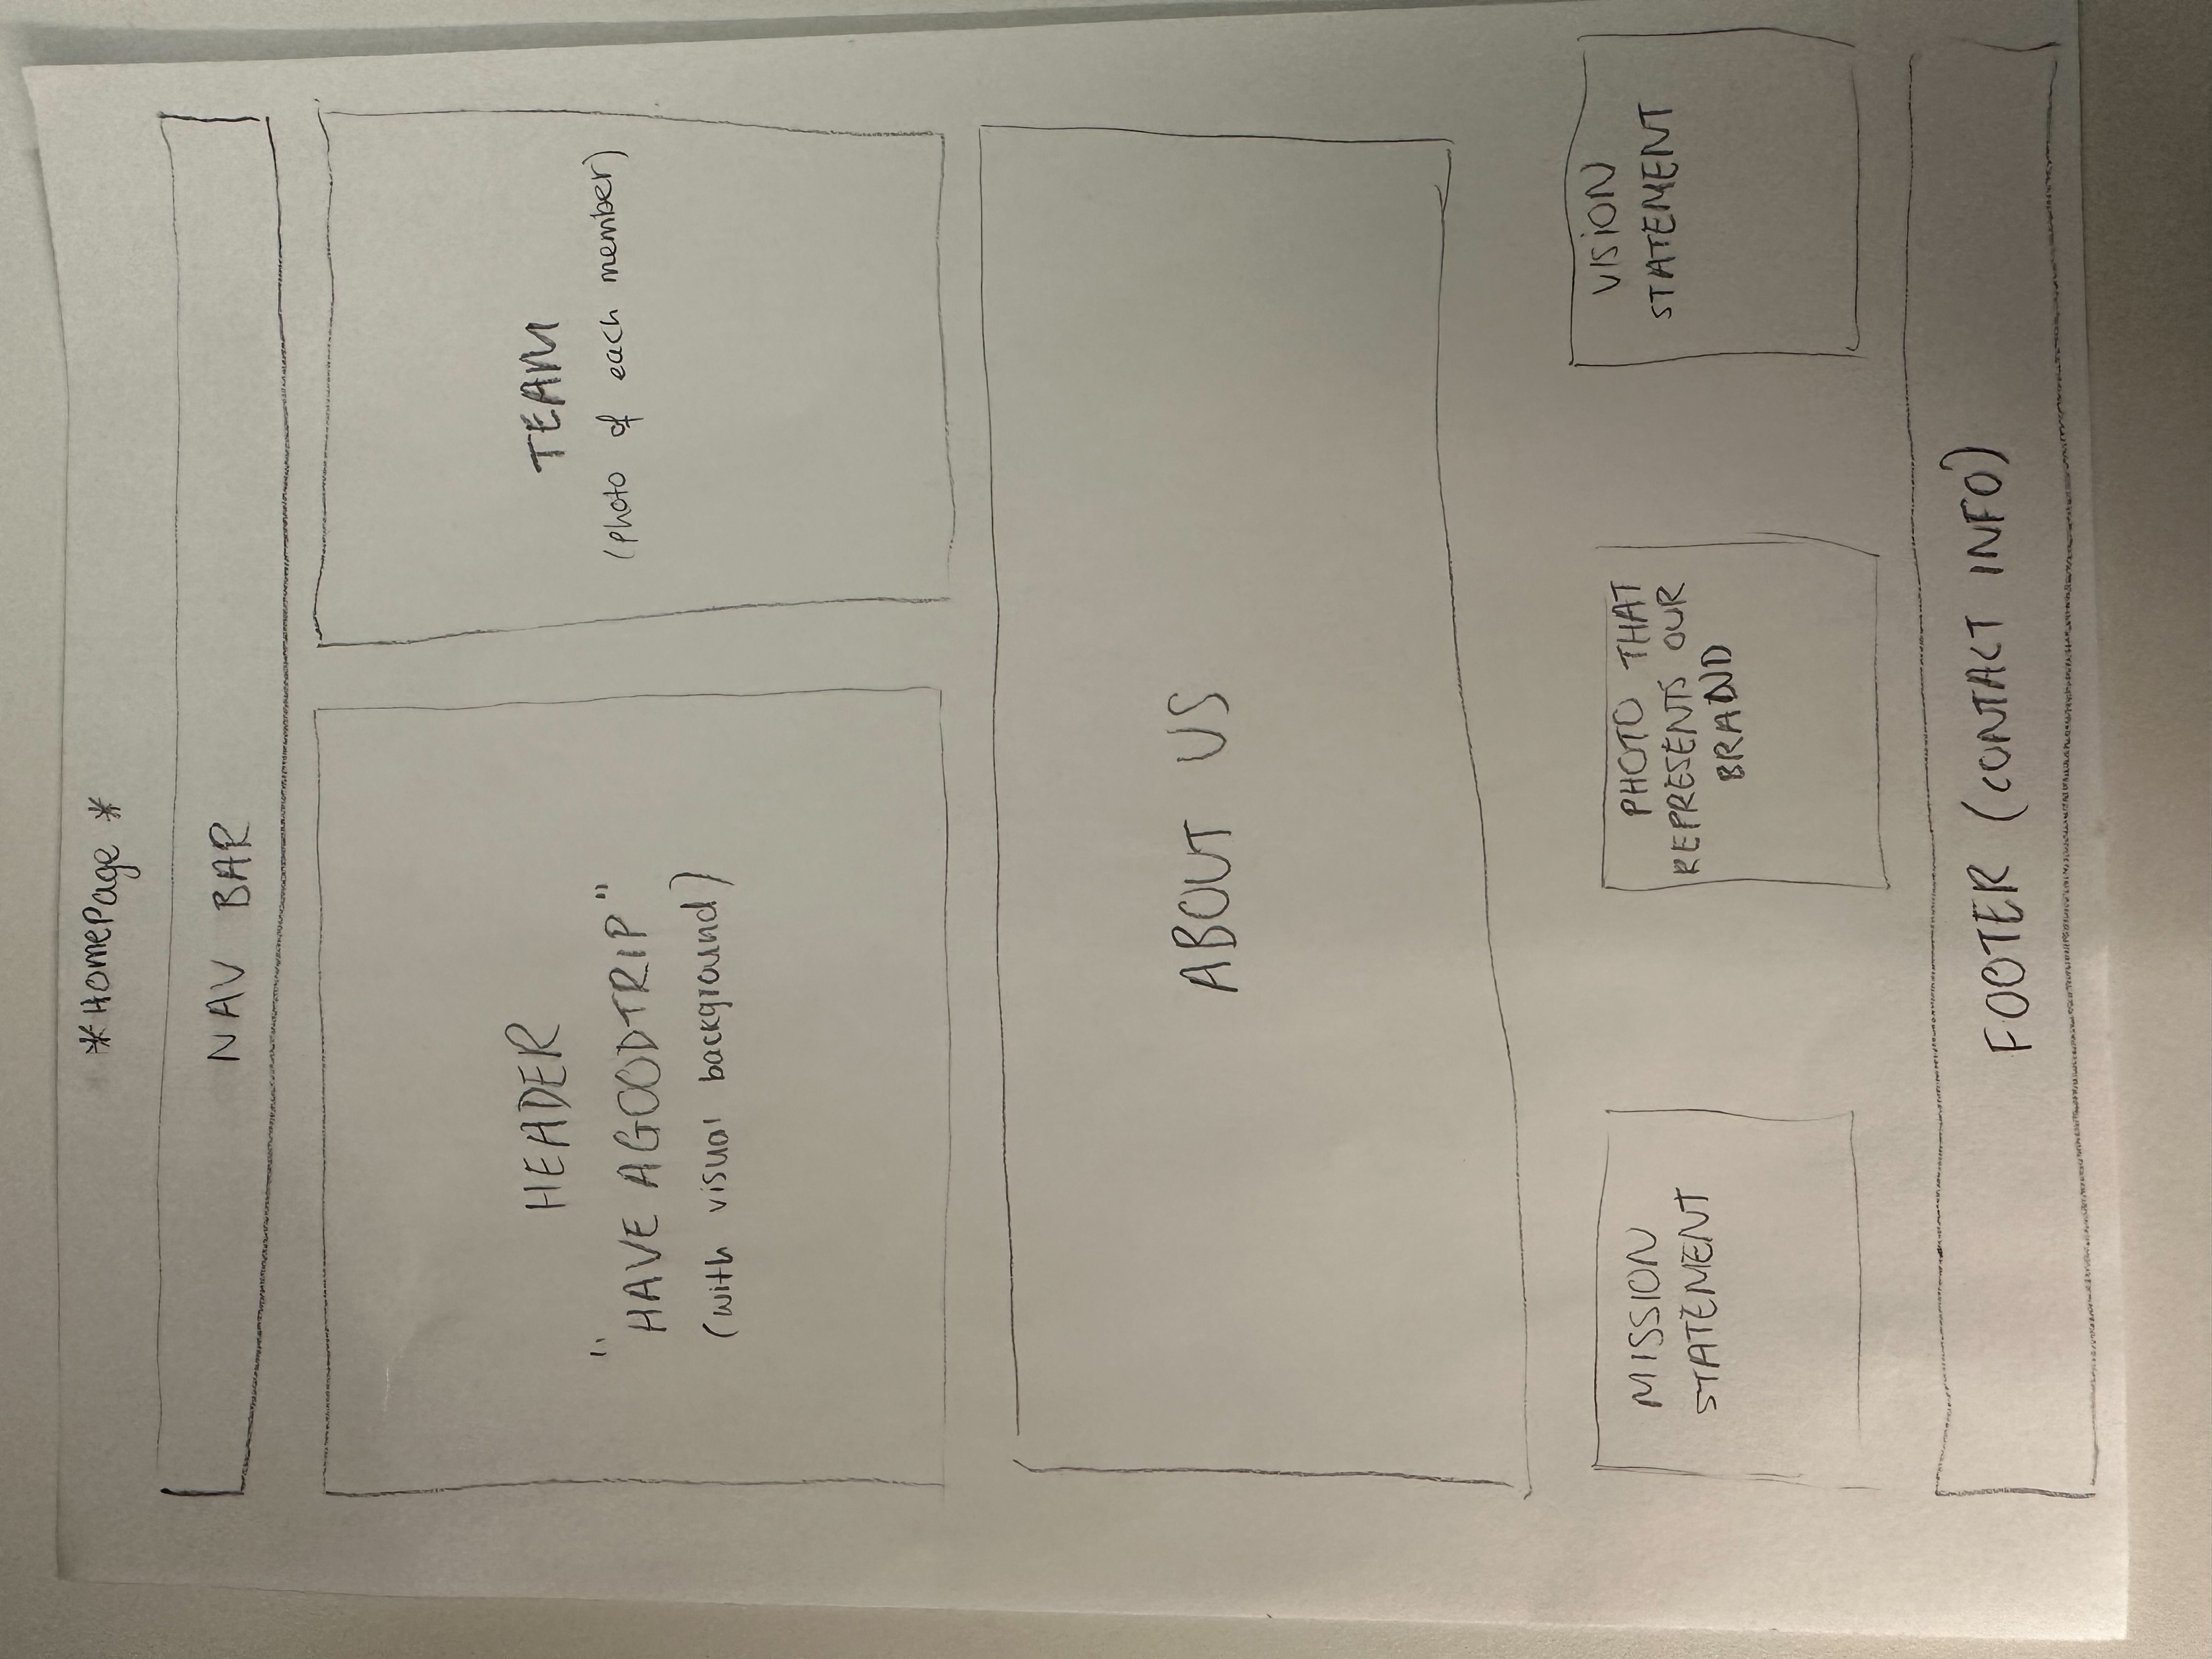 *HomePage *
NAV BAR
HEADER
"HAVE AGOODTRIP"
(with visual background)
TEAM
(photo of each member)
ABOUT US
MISSION
STATEMENT
PHOTO THAT
REPRESENTS OUR
BRAND
VISION
STATEMENT
FOOTER (CONTACT INFO)